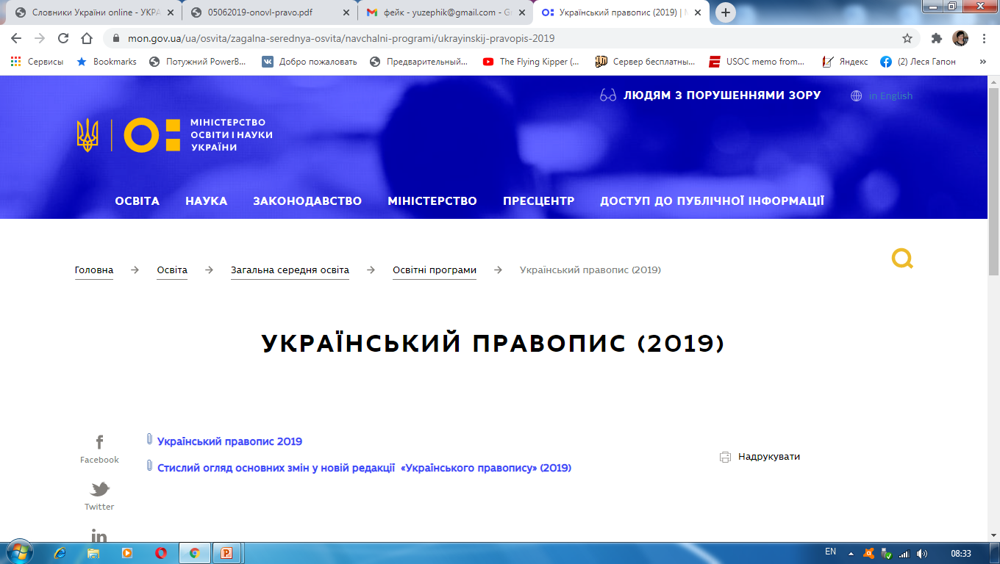 Словники України online - УКРА
05062019-onovl-pravo.pdf
фейк - yuzephik@gmail.com - G
Український правопис (2019) | M
mon.gov.ua/ua/osvita/zagalna-serednya-osvita/navchalni-programi/ukrayinskij-pravopis-2019
Сервисы
Bookmarks
Потужний PowerB...
Добро пожаловать
Предварительный...
The Flying Kipper (...
Сервер бесплатны...
USOC memo from...
Яндекс
(2) Леся Гапон
»
ЛЮДЯМ З ПОРУШЕННЯМИ ЗОРУ
in English
МІНІСТЕРСТВО
ОСВІТИ І НАУКИ
УКРАЇНИ
ОСВІТА НАУКА ЗАКОНОДАВСТВО МІНІСТЕРСТВО ПРЕСЦЕНТР ДОСТУП ДО ПУБЛІЧНОЇ ІНФОРМАЦІЇ
Головна → Освіта → Загальна середня освіта → Освітні програми → Український правопис (2019)
УКРАЇНСЬКИЙ ПРАВОПИС (2019)
Український правопис 2019
Стислий огляд основних змін у новій редакції «Українського правопису» (2019)
Надрукувати
Facebook
Twitter
in
EN
08:33